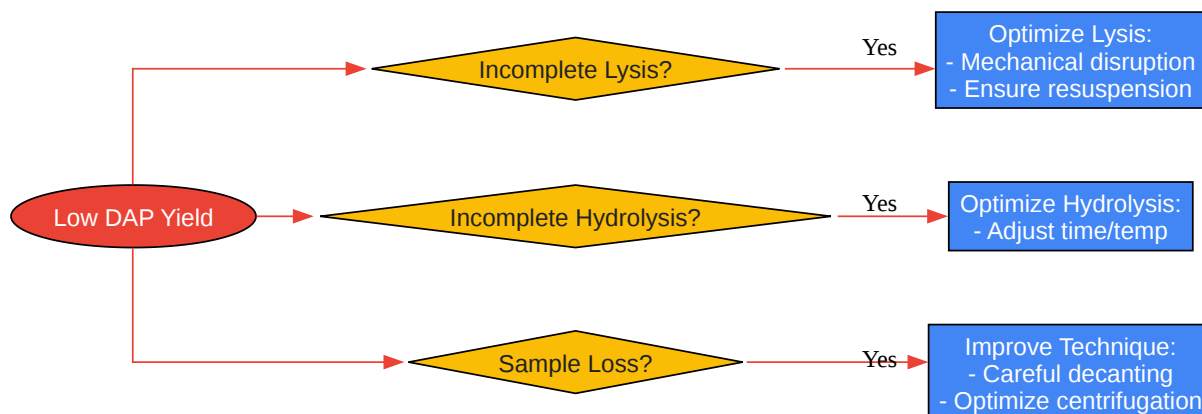 Incomplete Lysis?
Yes
Optimize Lysis:
- Mechanical disruption
- Ensure resuspension
Low DAP Yield
Incomplete Hydrolysis?
Yes
Optimize Hydrolysis:
- Adjust time/temp
Sample Loss?
Yes
Improve Technique:
- Careful decanting
- Optimize centrifugation